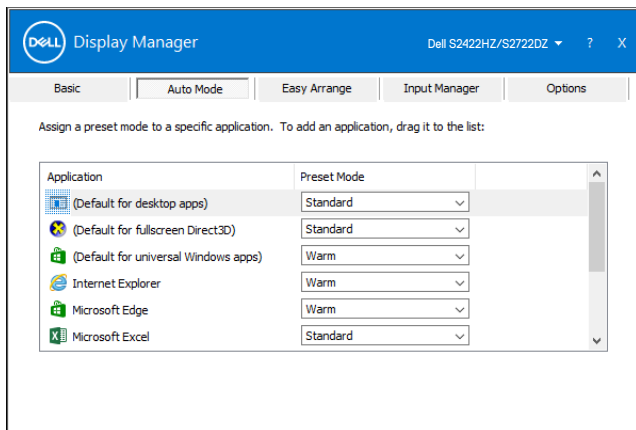 DELL Display Manager Dell S2422HZ/S2722DZ ? X
Basic Auto Mode Easy Arrange Input Manager Options
Assign a preset mode to a specific application. To add an application, drag it to the list:
Application Preset Mode
(Default for desktop apps) Standard
(Default for fullscreen Direct3D) Standard
(Default for universal Windows apps) Warm
Internet Explorer Warm
Microsoft Edge Warm
Microsoft Excel Standard